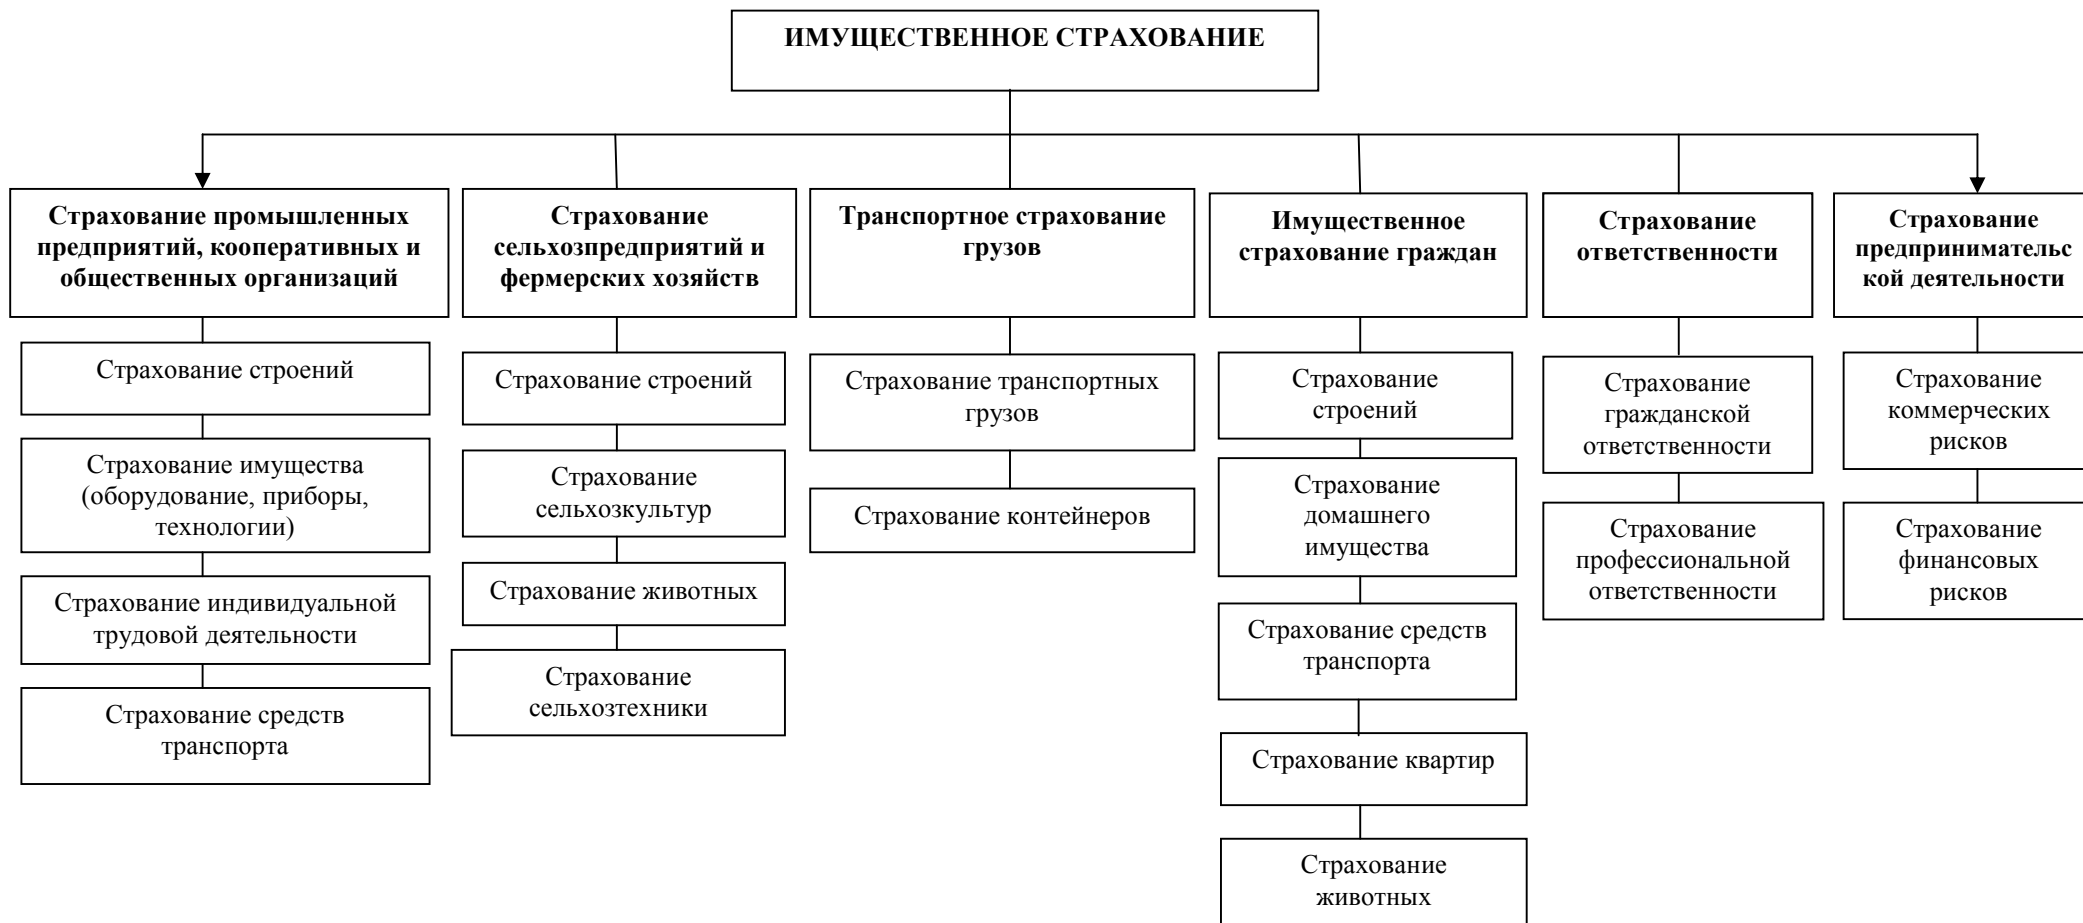 ИМУЩЕСТВЕННОЕ СТРАХОВАНИЕ
Страхование промышленных
предприятий, кооперативных и
общественных организаций
Страхование строений
Страхование имущества
(оборудование, приборы,
технологии)
Страхование индивидуальной
трудовой деятельности
Страхование средств
транспорта
Страхование
сельхозпредприятий и
фермерских хозяйств
Страхование строений
Страхование
сельхозкультур
Страхование животных
Страхование
сельхозтехники
Транспортное страхование
грузов
Страхование транспортных
грузов
Страхование контейнеров
Имущественное
страхование граждан
Страхование
строений
Страхование
домашнего
имущества
Страхование средств
транспорта
Страхование квартир
Страхование
животных
Страхование
ответственности
Страхование
гражданской
ответственности
Страхование
профессиональной
ответственности
Страхование
предпринимательс
кой деятельности
Страхование
коммерческих
рисков
Страхование
финансовых
рисков